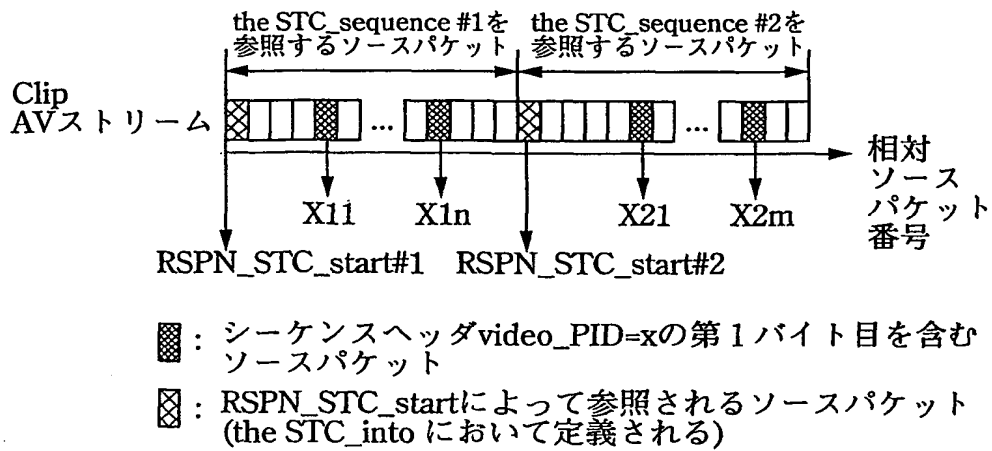 the STC_sequence #1を
参照するソースパケット
the STC_sequence #2を
参照するソースパケット
Clip
AVストリーム
...
...
相対
ソース
パケット
番号
X11
X1n
X21
X2m
RSPN_STC_start#1
RSPN_STC_start#2
: シーケンスヘッダvideo_PID=xの第１バイト目を含む
ソースパケット
: RSPN_STC_startによって参照されるソースパケット
(the STC_into において定義される)